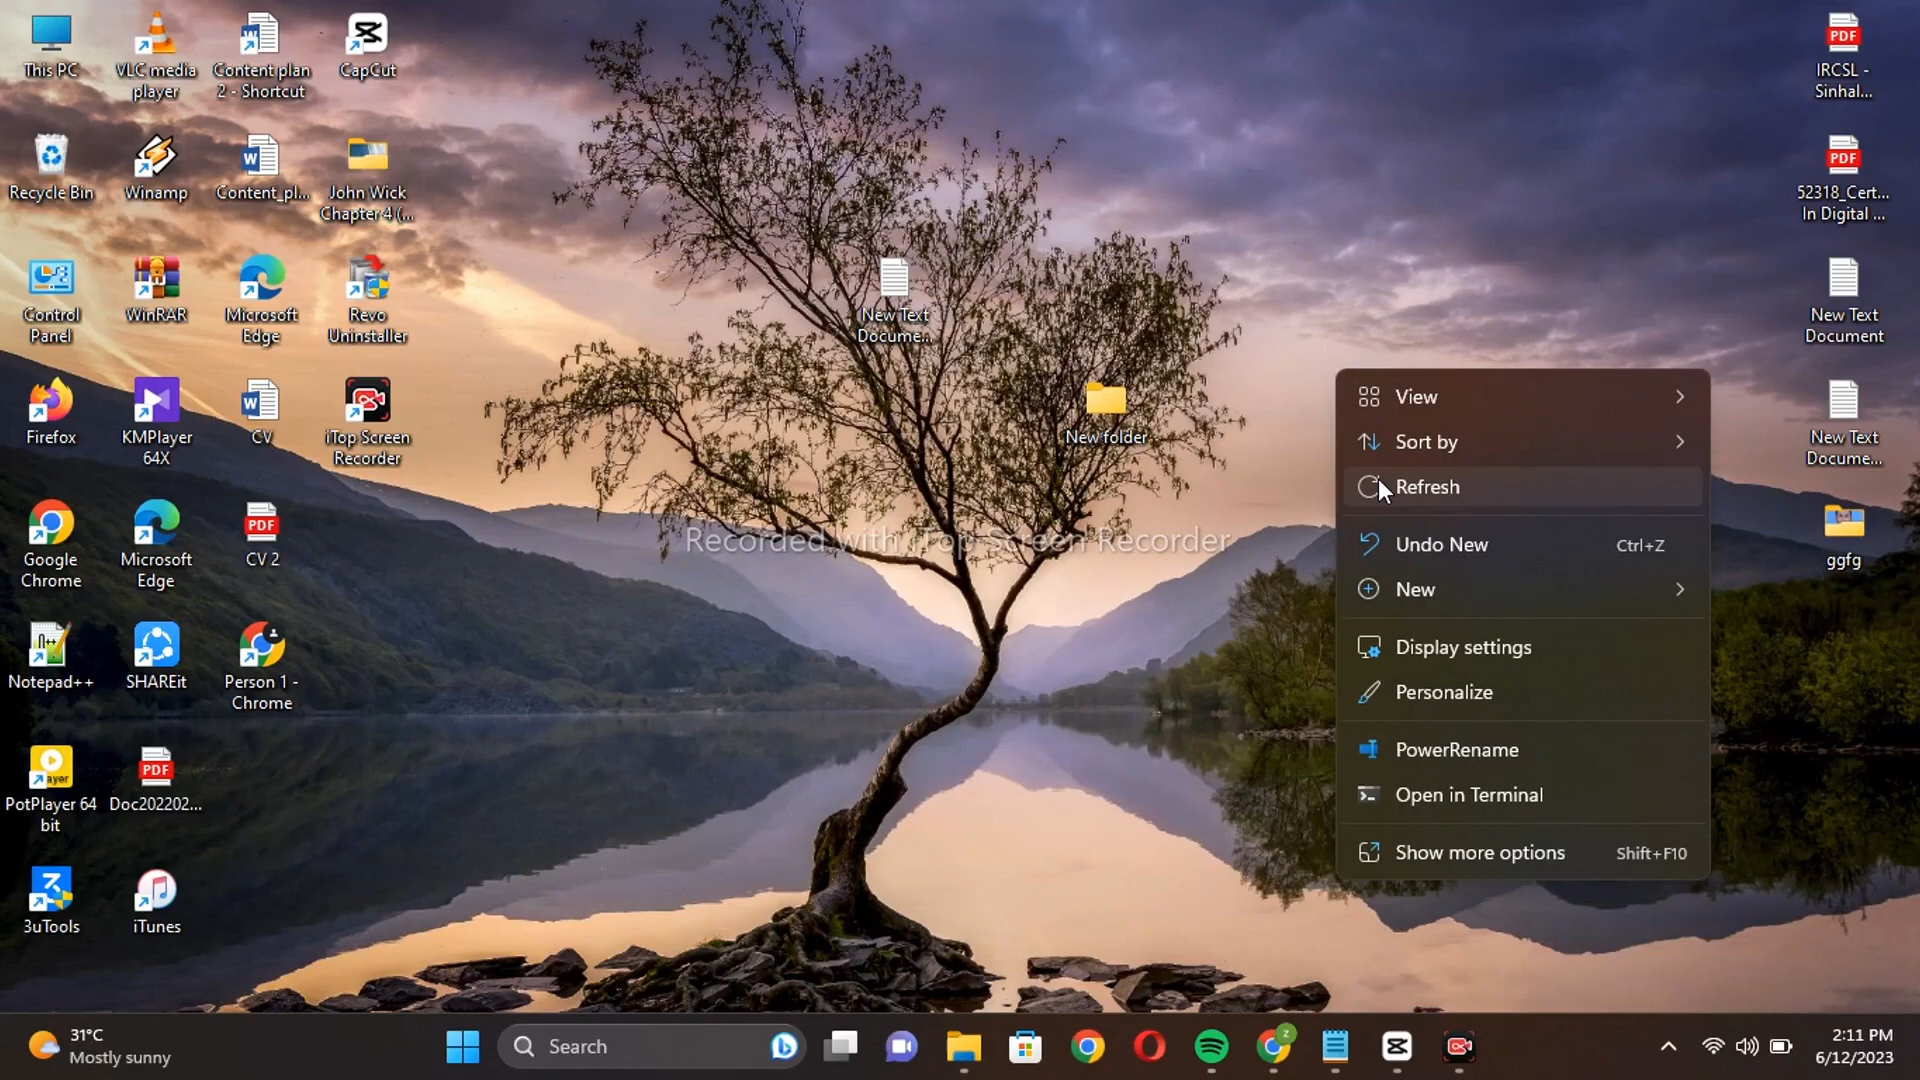 This PC
VLC media
player
Content plan
2 - Shortcut
CapCut
Recycle Bin
Winamp
Content_pl...
John Wick
Chapter 4 (...
Control
Panel
WinRAR
Microsoft
Edge
Revo
Uninstaller
Firefox
KMPlayer
64X
CV
iTop Screen
Recorder
Google
Chrome
Microsoft
Edge
CV 2
Notepad++
SHAREit
Person 1 -
Chrome
PotPlayer 64
bit
Doc202202...
3uTools
iTunes
New Text
Docume...
New folder
Recorded with iTop Screen Recorder
View
Sort by
Refresh
Undo New Ctrl+Z
New
Display settings
Personalize
PowerRename
Open in Terminal
Show more options Shift+F10
PDF
IRCSL -
Sinhal...
PDF
52318_Cert...
In Digital ...
New Text
Document
New Text
Docume...
ggfg
PDF
PDF
31°C
Mostly sunny
Search
2:11 PM
6/12/2023